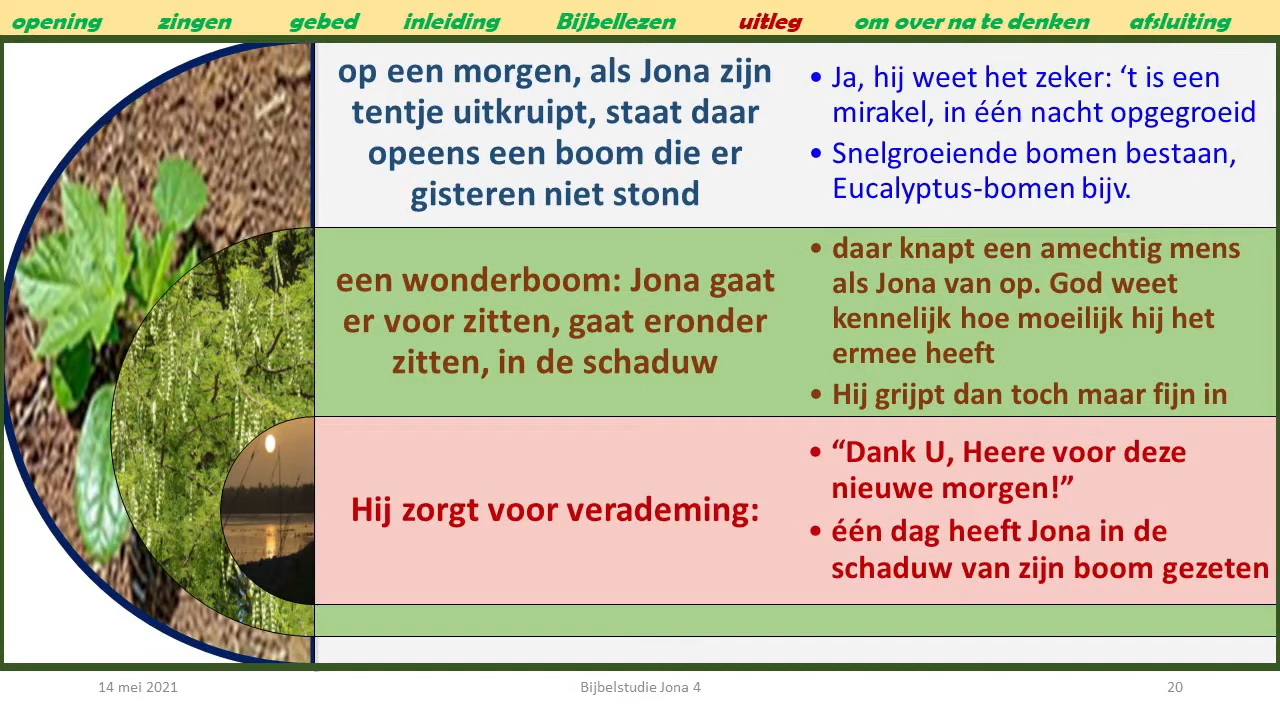 opening zingen gebed inleiding Bijbellezen uitleg om over na te denken afsluiting
op een morgen, als Jona zijn
tentje uitkruipt, staat daar
opeens een boom die er
gisteren niet stond
• Ja, hij weet het zeker: ‘t is een
mirakel, in één nacht opgegroeid
• Snelgroeiende bomen bestaan,
Eucalyptus-bomen bijv.
een wonderboom: Jona gaat
er voor zitten, gaat eronder
zitten, in de schaduw
• daar knapt een amechtig mens
als Jona van op. God weet
kennelijk hoe moeilijk hij het
ermee heeft
• Hij grijpt dan toch maar fijn in
Hij zorgt voor verademing:
• “Dank U, Heere voor deze
nieuwe morgen!”
• één dag heeft Jona in de
schaduw van zijn boom gezeten
14 mei 2021
Bijbelstudie Jona 4
20